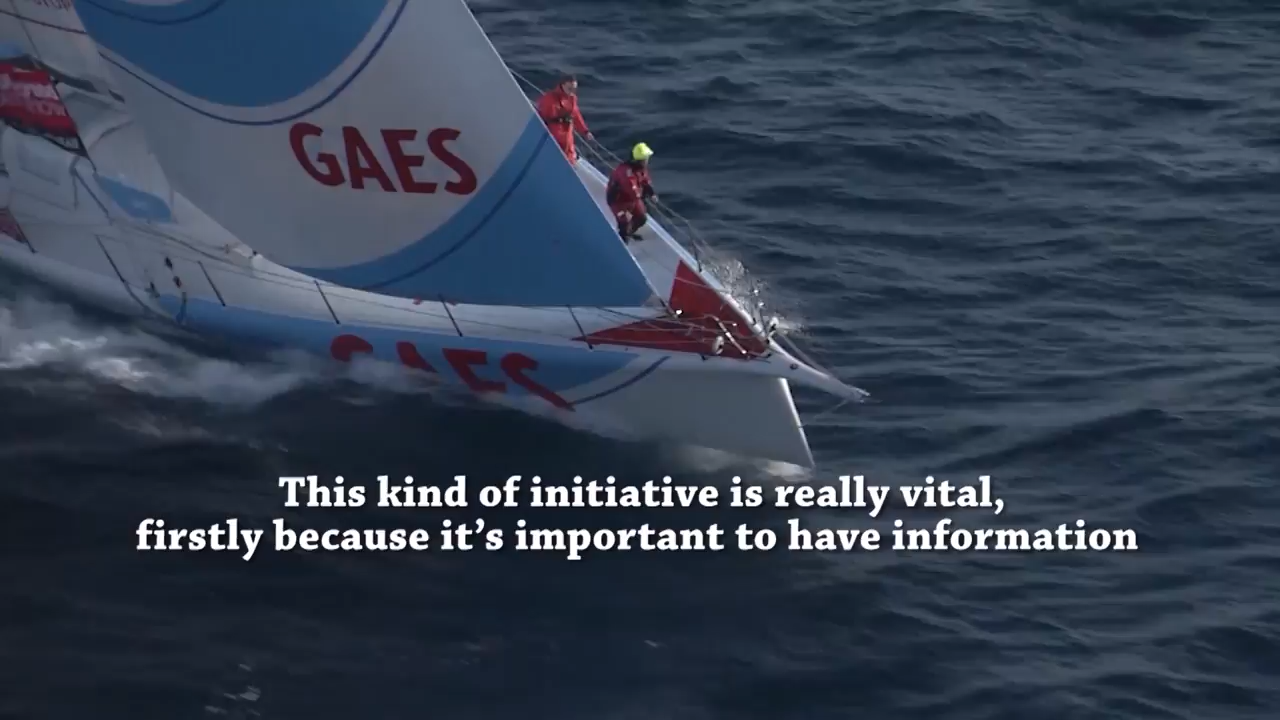 GAES
GAES
This kind of initiative is really vital,
firstly because it's important to have information